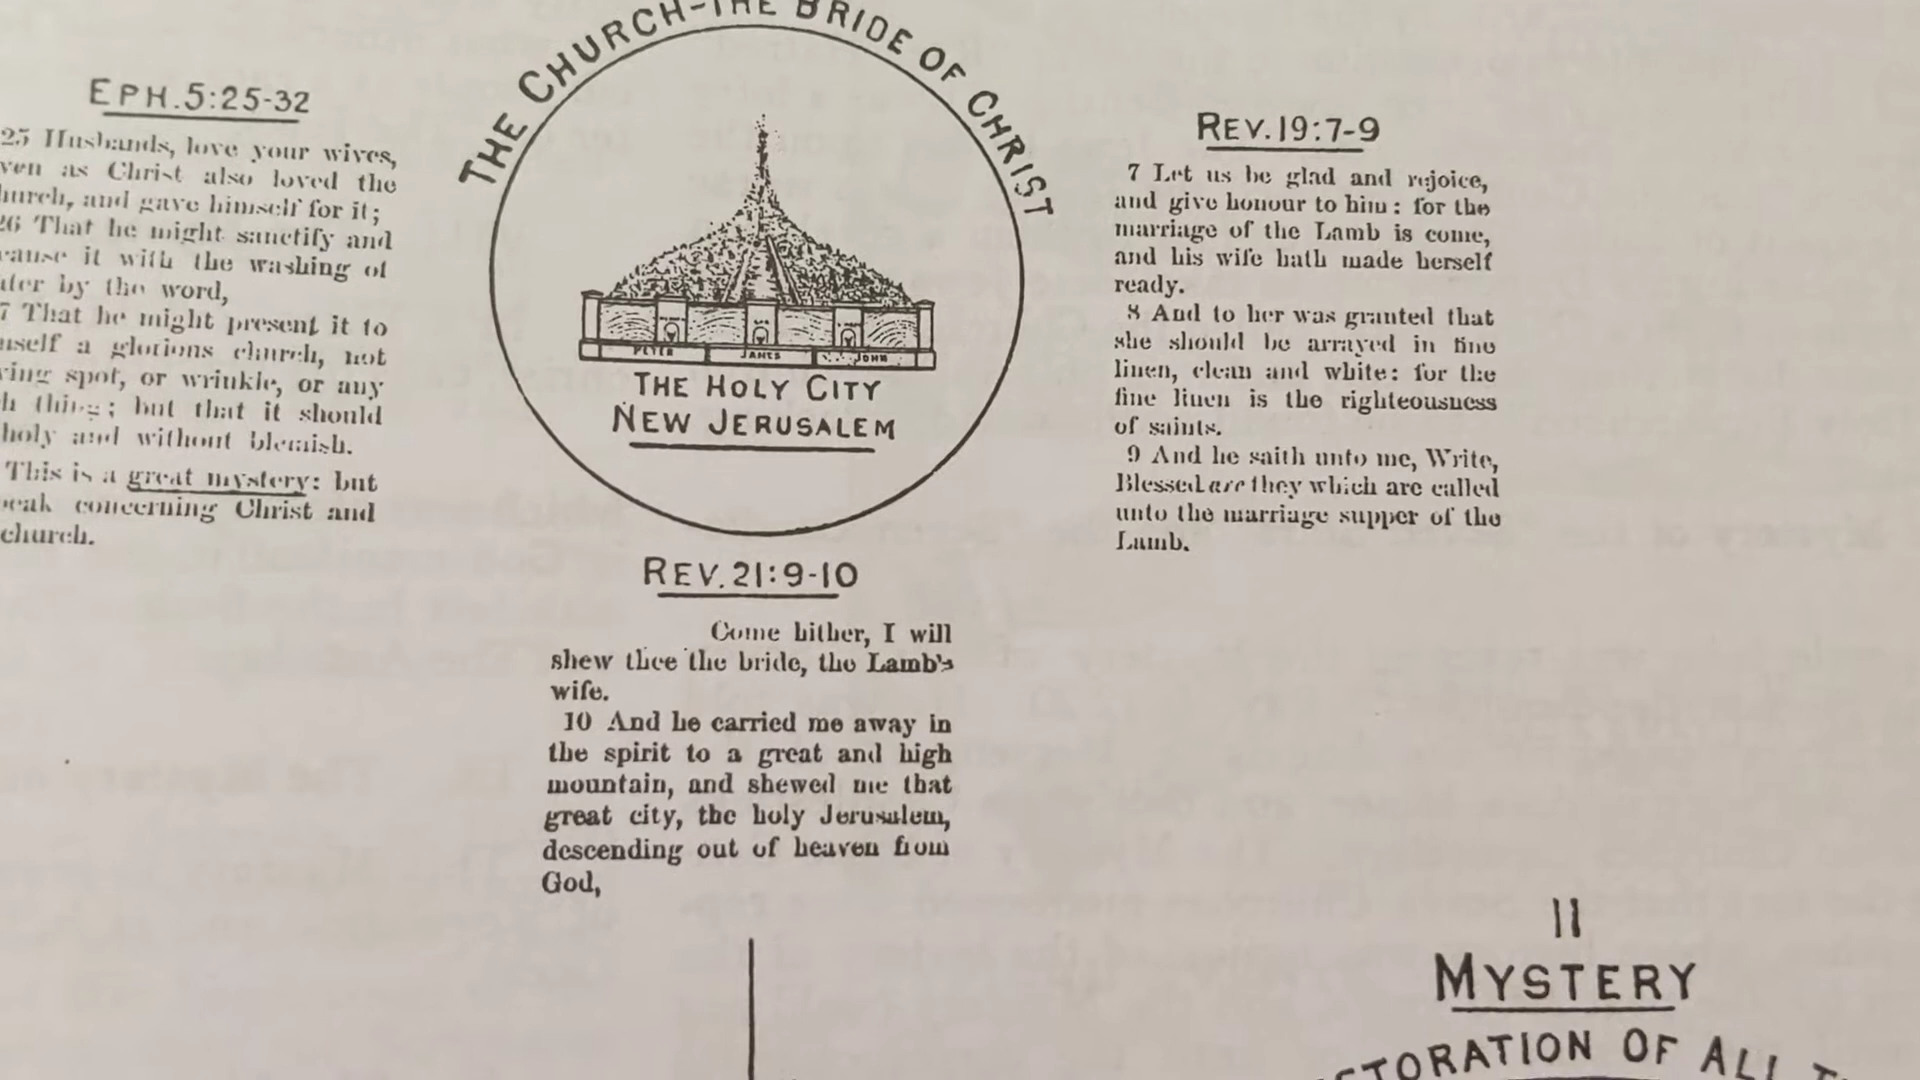 THE CHURCH-THE BRIDE OF CHRIST
EPH. 5:25-32
25 Husbands, love your wives,
ven as Christ also loved the
hurch, and gave himself for it;
26 That he might sanctify and
it with the washing of
ter by the word,
7 That he might present it to
mself a glorious church, not
ving spot, or wrinkle, or any
h thing; but that it should
holy and without blemish.
This is a great mystery: but
peak concerning Christ and
church.
PETER JAMES JOHN
THE HOLY CITY
NEW JERUSALEM
REV. 21:9-10
Come hither, I will
shew thee the bride, the Lamb's
wife.
10 And he carried me away in
the spirit to a great and high
mountain, and shewed me that
great city, the holy Jerusalem,
descending out of heaven from
God,
REV. 19:7-9
7 Let us be glad and rejoice,
and give honour to him: for the
marriage of the Lamb is come,
and his wife hath made herself
ready.
8 And to her was granted that
she should be arrayed in fine
linen, clean and white: for the
fine linen is the righteousness
of saints.
9 And he saith unto me, Write,
Blessed are they which are called
unto the marriage supper of the
Lamb.
11
MYSTERY
STORATION OF ALL T